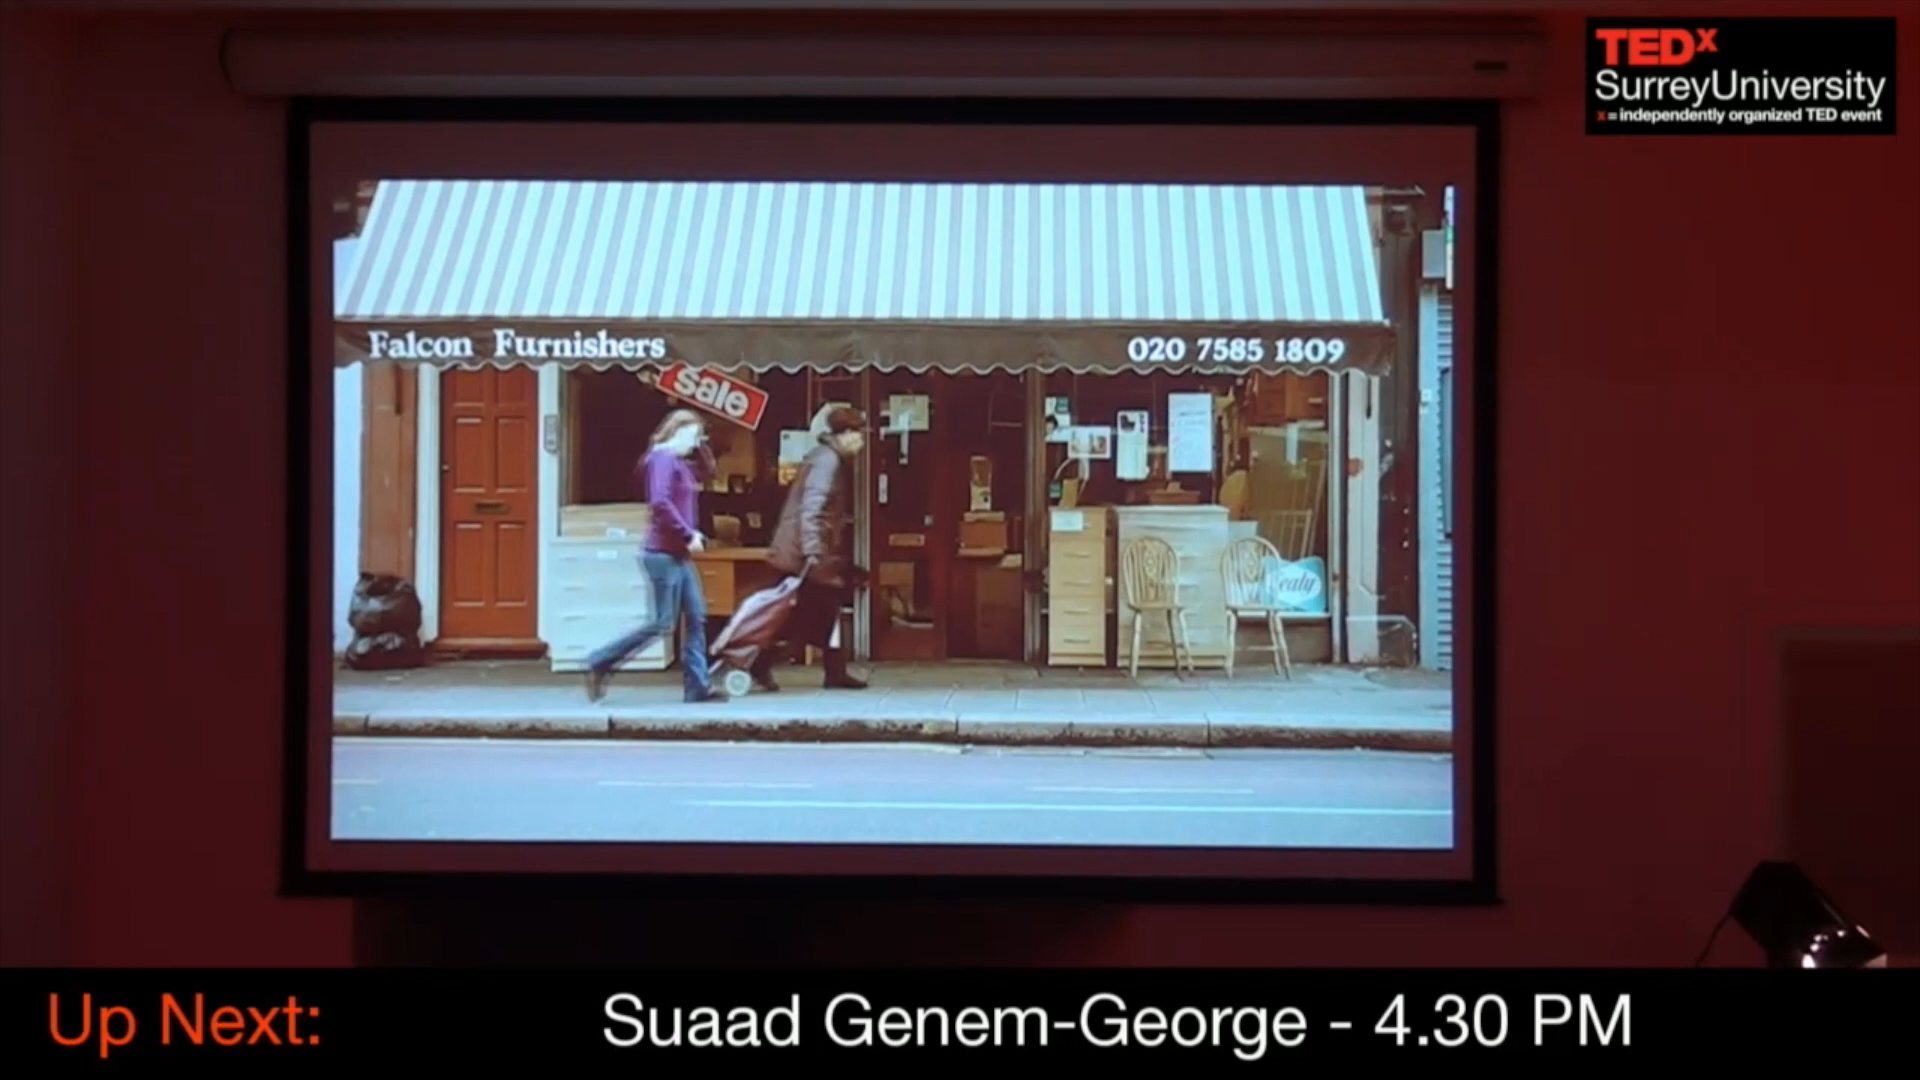 TEDx
SurreyUniversity
x=independently organized TED event
Falcon Furnishers
020 7585 1809
sale
Up Next:
Suaad Genem-George - 4.30 PM